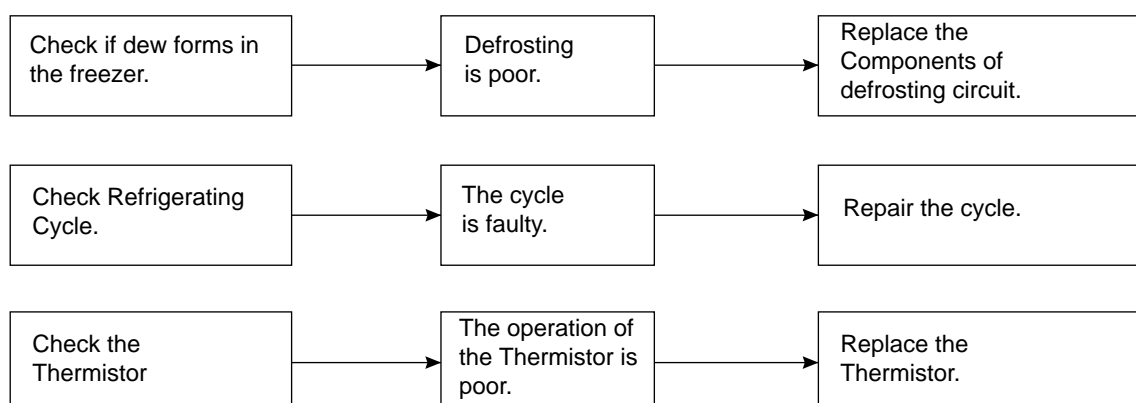 Check if dew forms in
the freezer.
Defrosting
is poor.
Replace the
Components of
defrosting circuit.
Check Refrigerating
Cycle.
The cycle
is faulty.
Repair the cycle.
Check the
Thermistor
The operation of
the Thermistor is
poor.
Replace the
Thermistor.